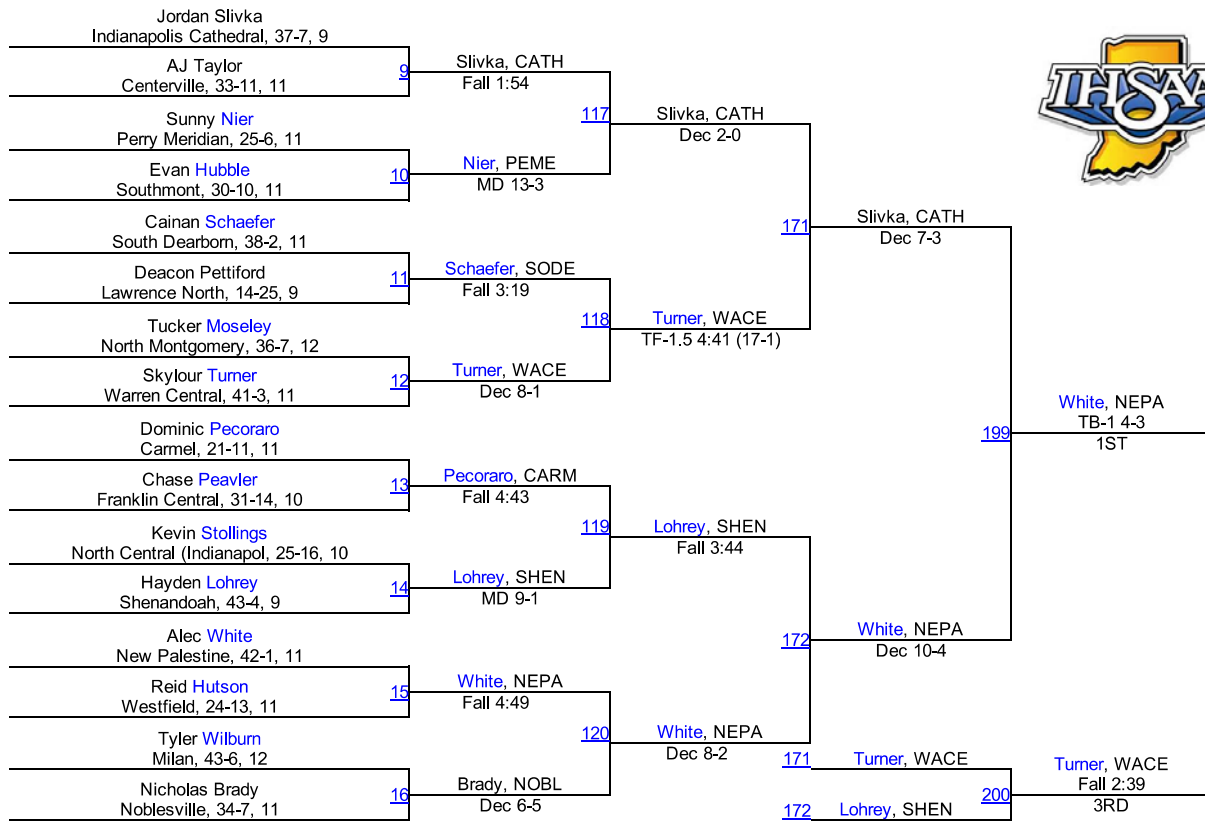 Jordan Slivka
Indianapolis Cathedral, 37-7, 9
AJ Taylor
Centerville, 33-11, 11
9
Slivka, CATH
Fall 1:54
Sunny Nier
Perry Meridian, 25-6, 11
Evan Hubble
Southmont, 30-10, 11
10
Nier, PEME
MD 13-3
117
Slivka, CATH
Dec 2-0
Cainan Schaefer
South Dearborn, 38-2, 11
Deacon Pettiford
Lawrence North, 14-25, 9
11
Schaefer, SODE
Fall 3:19
Tucker Moseley
North Montgomery, 36-7, 12
Skylour Turner
Warren Central, 41-3, 11
12
Turner, WACE
Dec 8-1
118
Turner, WACE
TF-1.5 4:41 (17-1)
171
Slivka, CATH
Dec 7-3
Dominic Pecoraro
Carmel, 21-11, 11
Chase Peavler
Franklin Central, 31-14, 10
13
Pecoraro, CARM
Fall 4:43
Kevin Stollings
North Central (Indianapol, 25-16, 10
Hayden Lohrey
Shenandoah, 43-4, 9
14
Lohrey, SHEN
MD 9-1
119
Lohrey, SHEN
Fall 3:44
Alec White
New Palestine, 42-1, 11
Reid Hutson
Westfield, 24-13, 11
15
White, NEPA
Fall 4:49
Tyler Wilburn
Milan, 43-6, 12
Nicholas Brady
Noblesville, 34-7, 11
16
Brady, NOBL
Dec 6-5
120
White, NEPA
Dec 8-2
172
White, NEPA
Dec 10-4
199
White, NEPA
TB-1 4-3
1ST
171
Turner, WACE
172
Lohrey, SHEN
200
Turner, WACE
Fall 2:39
3RD
IHSAA